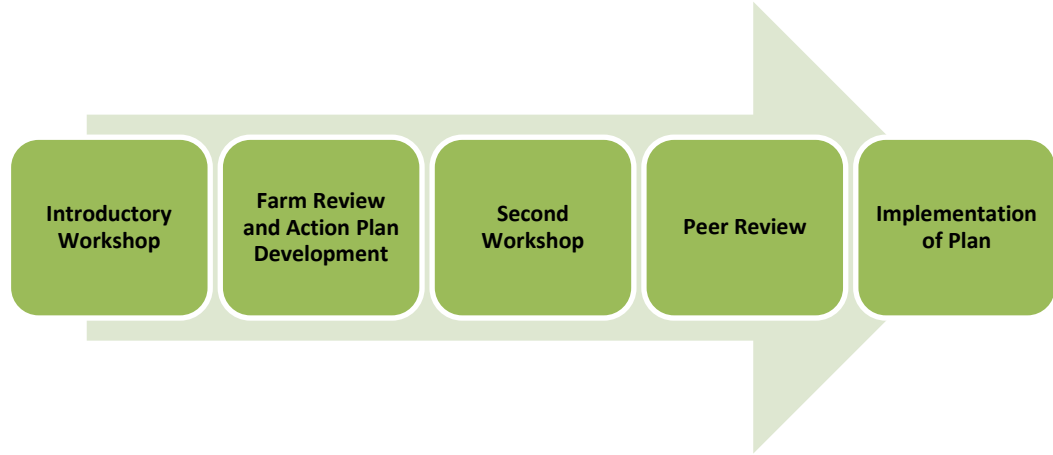 Introductory
Workshop
Farm Review
and Action Plan
Development
Second
Workshop
Peer Review
Implementation
of Plan